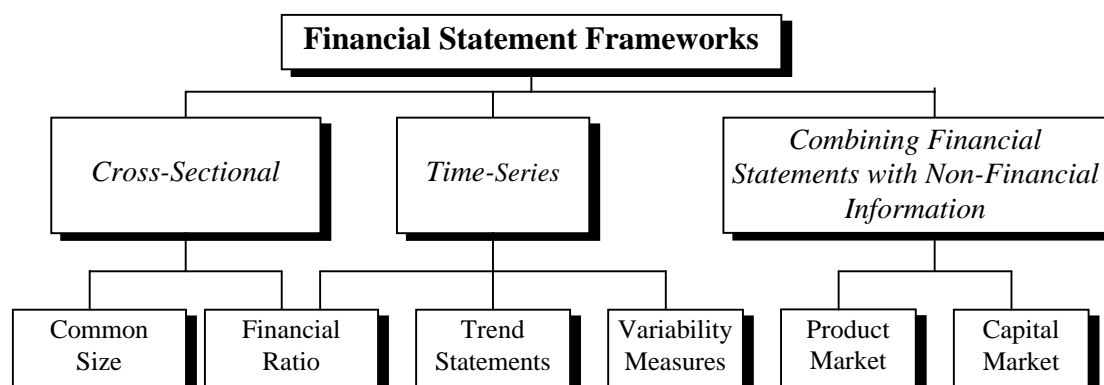 Financial Statement Frameworks
Cross-Sectional
Time-Series
Combining Financial
Statements with Non-Financial
Information
Common
Size
Financial
Ratio
Trend
Statements
Variability
Measures
Product
Market
Capital
Market